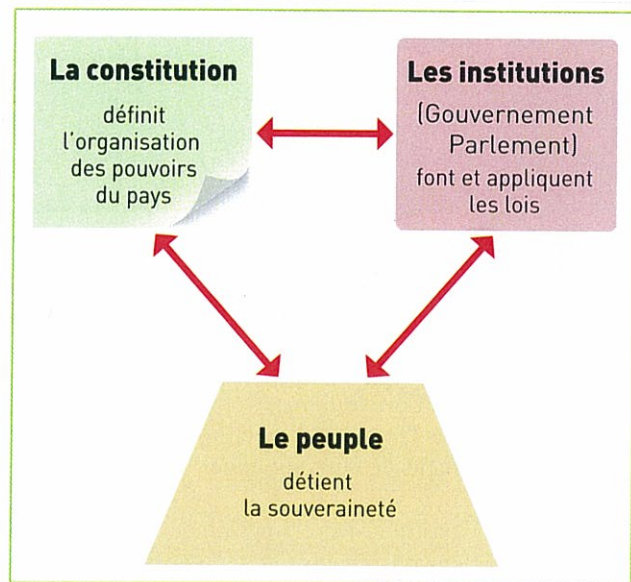 La constitution
définit
l'organisation
des pouvoirs
du pays
Les institutions
(Gouvernement
Parlement)
font et appliquent
les lois
Le peuple
détient
la souveraineté